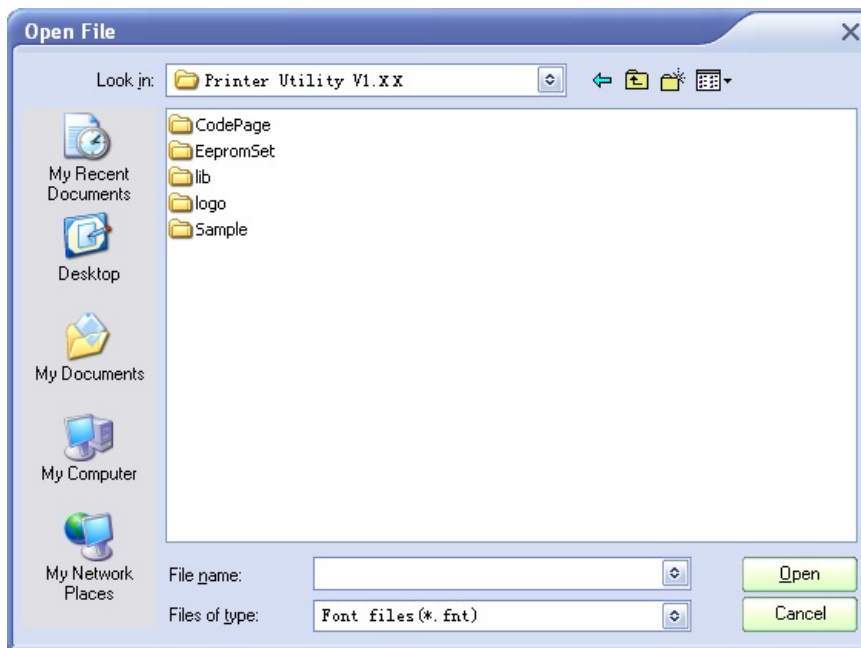 Open File
Look in:
Printer Utility V1.XX
CodePage
EepromSet
lib
logo
Sample
My Recent
Documents
Desktop
My Documents
My Computer
My Network
Places
File name:
Open
Files of type:
Font files(*.fnt)
Cancel